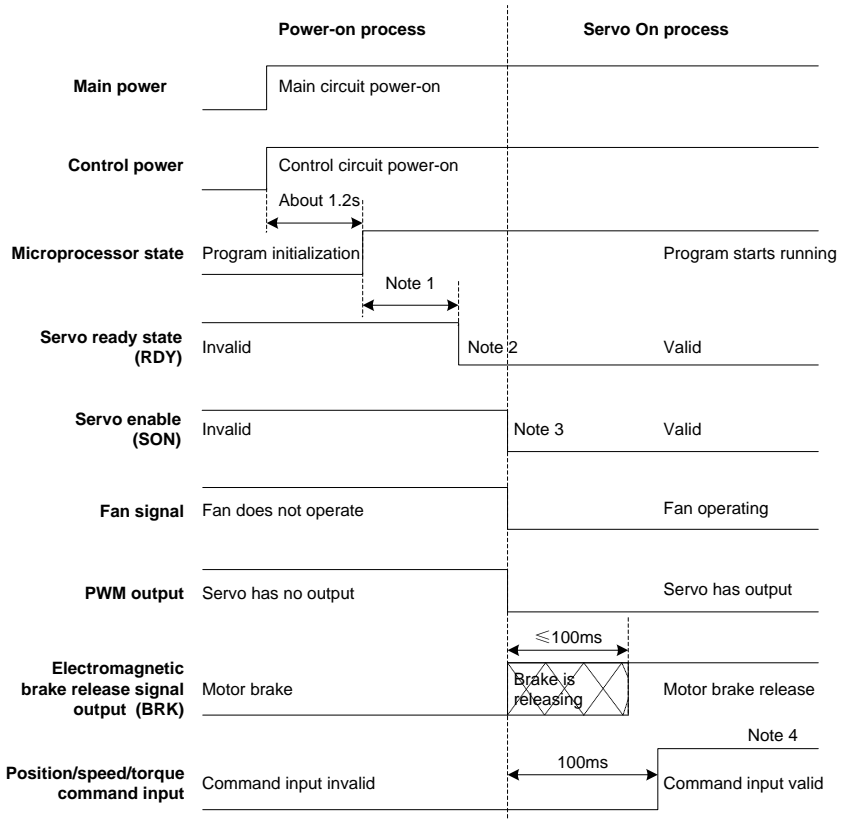 Power-on process
Servo On process
Main power
Main circuit power-on
Control power
Control circuit power-on
About 1.2s
Microprocessor state
Program initialization
Program starts running
Note 1
Servo ready state
(RDY)
Invalid
Note 2
Valid
Servo enable
(SON)
Invalid
Note 3
Valid
Fan signal
Fan does not operate
Fan operating
PWM output
Servo has no output
Servo has output
≤100ms
Electromagnetic
brake release signal
output (BRK)
Motor brake
Brake is
releasing
Motor brake release
Note 4
Position/speed/torque
command input
Command input invalid
100ms
Command input valid